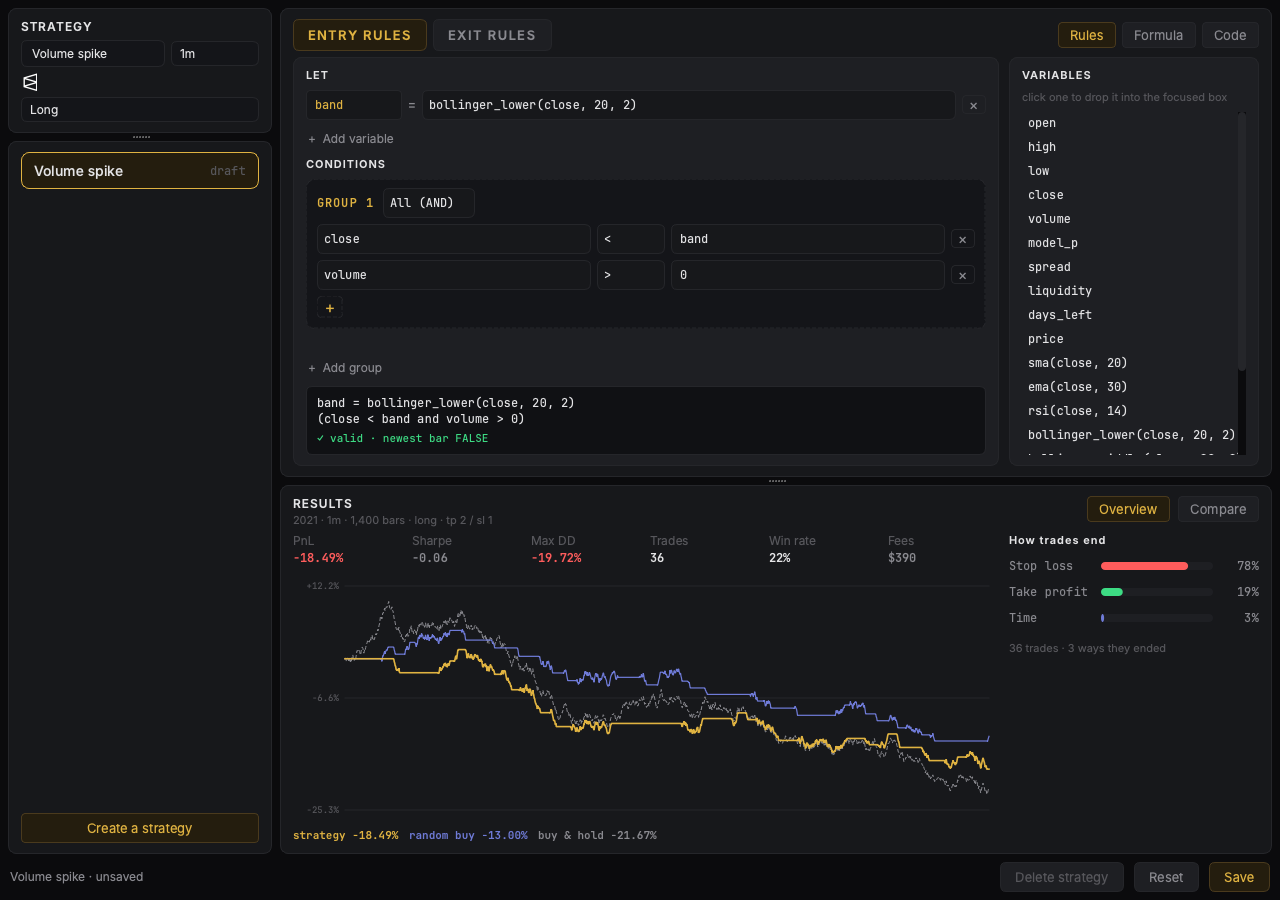 STRATEGY
Volume spike 1m
Long
Volume spike draft
Create a strategy
ENTRY RULES EXIT RULES
Rules Formula Code
LET
band = bollinger_lower(close, 20, 2) ×
+ Add variable
CONDITIONS
GROUP 1 All (AND)
close < band ×
volume > 0 ×
+
+ Add group
band = bollinger_lower(close, 20, 2)
(close < band and volume > 0)
✓ valid · newest bar FALSE
VARIABLES
click one to drop it into the focused box
open
high
low
close
volume
model_p
spread
liquidity
days_left
price
sma(close, 20)
ema(close, 30)
rsi(close, 14)
bollinger_lower(close, 20, 2)
RESULTS
2021 · 1m · 1,400 bars · long · tp 2 / sl 1
Overview Compare
PnL Sharpe Max DD Trades Win rate Fees
-18.49% -0.06 -19.72% 36 22% $390
+12.2%
-6.6%
-25.3%
strategy -18.49% random buy -13.00% buy & hold -21.67%
How trades end
Stop loss 78%
Take profit 19%
Time 3%
36 trades · 3 ways they ended
Volume spike · unsaved
Delete strategy Reset Save